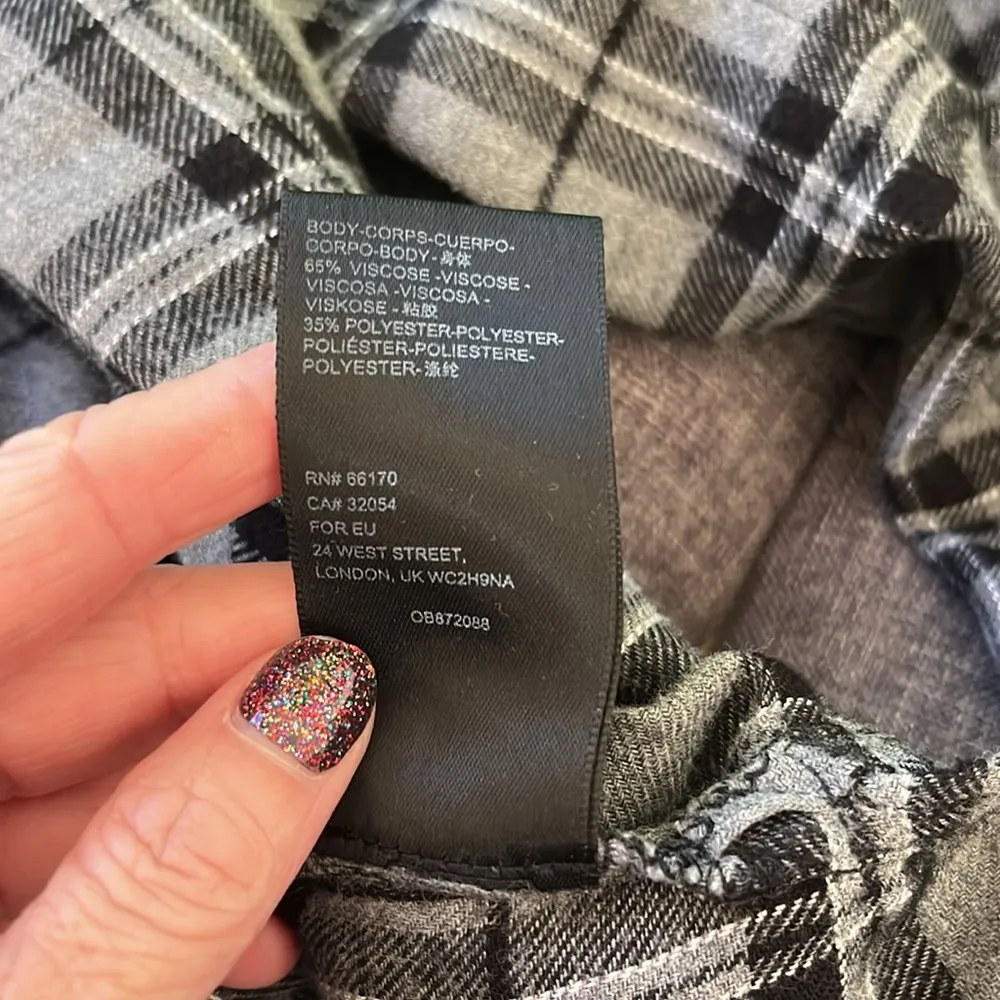 BODY-CORPS-CUERPO-
CORPO-BODY-身体
65% VISCOSE -VISCOSE -
VISCOSA -VISCOSA -
VISKOSE - 粘胶
35% POLYESTER-POLYESTER-
POLIÉSTER-POLIESTERE-
POLYESTER-涤纶
RN# 66170
CA# 32054
FOR EU
24 WEST STREET,
LONDON, UK WC2H9NA
OB872088